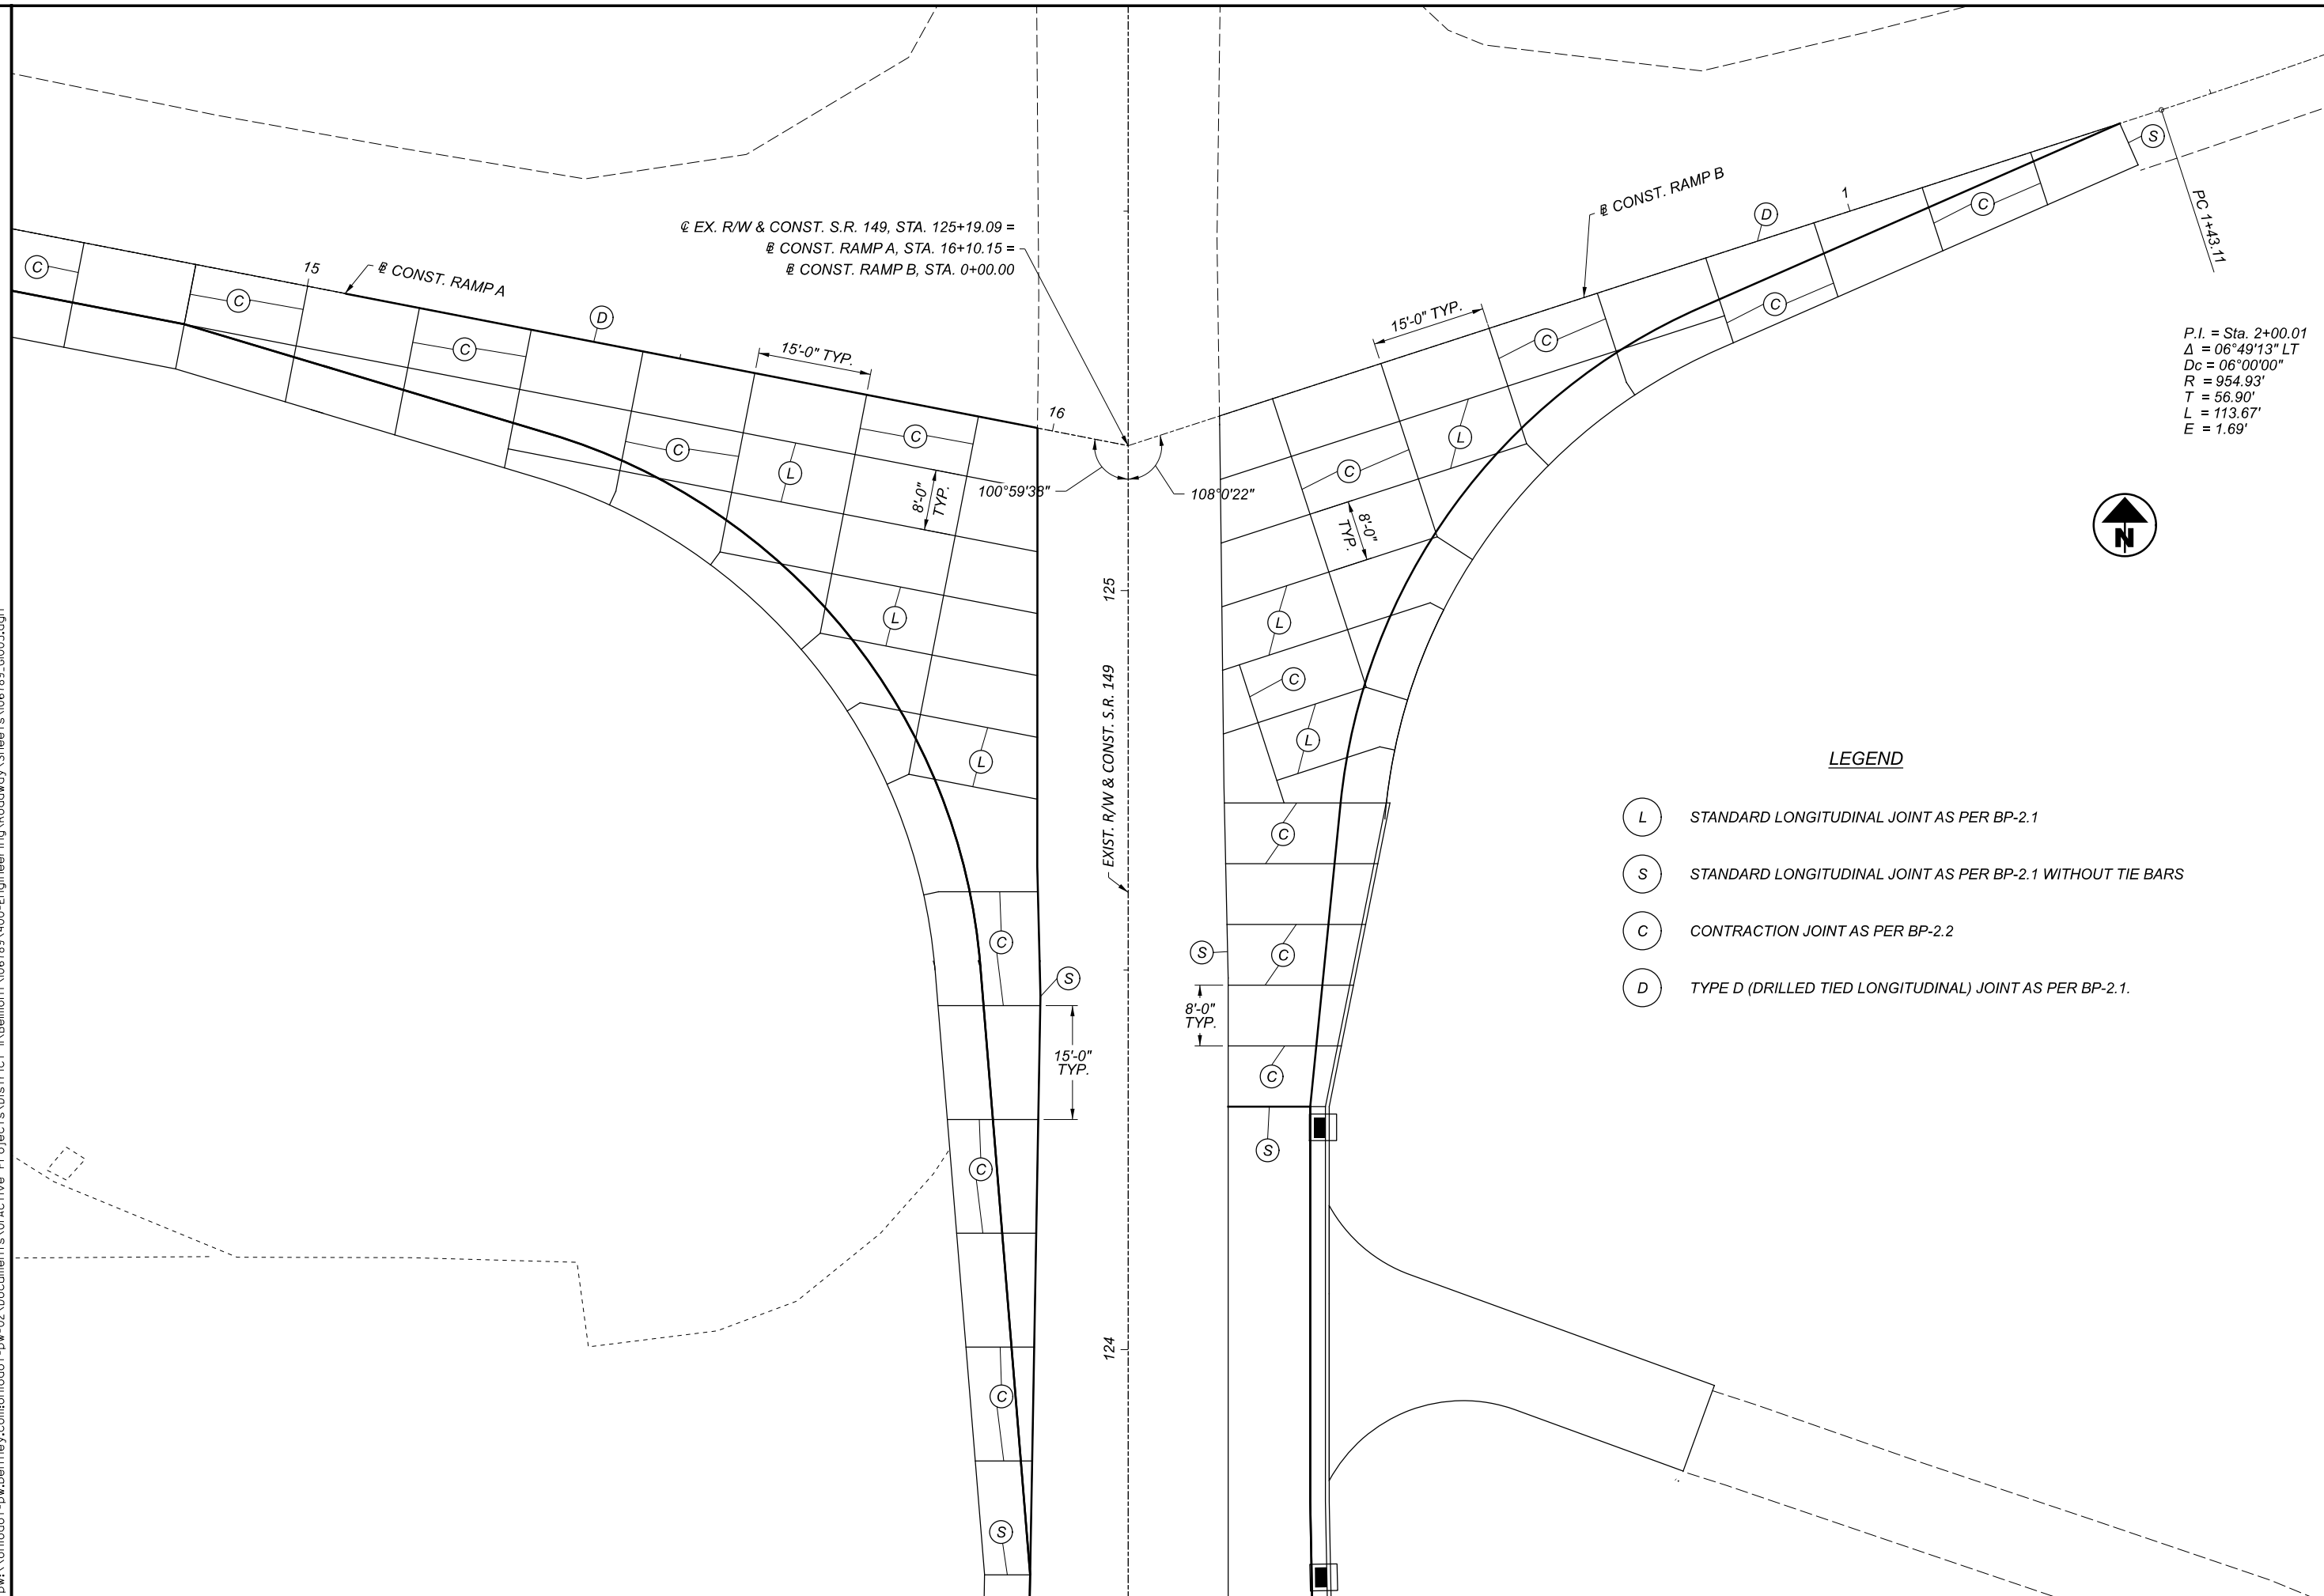 ℄ EX. R/W & CONST. S.R. 149, STA. 125+19.09 =
CONST. RAMP A, STA. 16+10.15 =
CONST. RAMP B, STA. 0+00.00
CONST. RAMP B
D
1
S
C
PC 1+43.11
C
C
15
CONST. RAMP A
D
C
15'-0" TYP.
C
C
C
L
8'-0"
TYP.
16
100°59'38"
108°0'22"
15'-0" TYP.
C
C
L
C
8'-0"
TYP.
P.I. = Sta. 2+00.01
Δ = 06°49'13" LT
Dc = 06°00'00"
R = 954.93'
T = 56.90'
L = 113.67'
E = 1.69'
N
L
L
125
EXIST. R/W & CONST. S.R. 149
L
C
L
C
C
S
15'-0"
TYP.
C
C
S
S
C
8'-0"
TYP.
C
S
124
LEGEND
L STANDARD LONGITUDINAL JOINT AS PER BP-2.1
S STANDARD LONGITUDINAL JOINT AS PER BP-2.1 WITHOUT TIE BARS
C CONTRACTION JOINT AS PER BP-2.2
D TYPE D (DRILLED TIED LONGITUDINAL) JOINT AS PER BP-2.1.